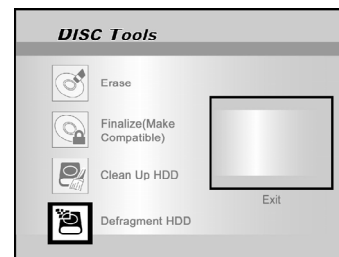 DISC Tools
Erase
Finalize(Make
Compatible)
Clean Up HDD
Exit
Defragment HDD